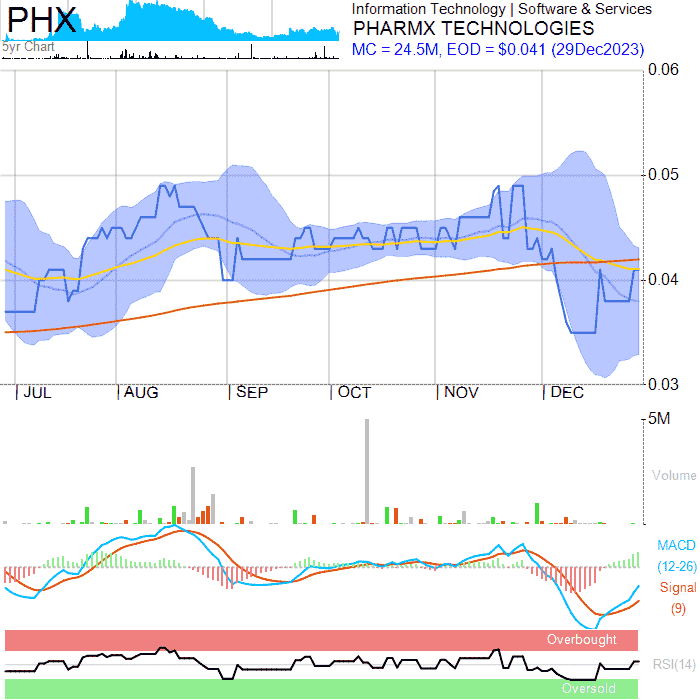 PHX
5yr Chart
Information Technology | Software & Services
PHARMX TECHNOLOGIES
MC = 24.5M, EOD = $0.041 (29Dec2023)
0.06
0.05
0.04
0.03
JUL AUG SEP OCT NOV DEC
5M
Volume
MACD
(12-26)
Signal
(9)
Overbought
RSI(14)
Oversold